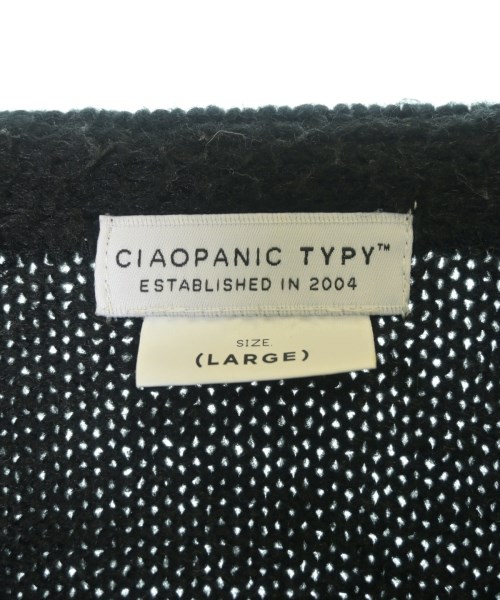 CIAOPANIC TYPY™
ESTABLISHED IN 2004
SIZE
(LARGE)